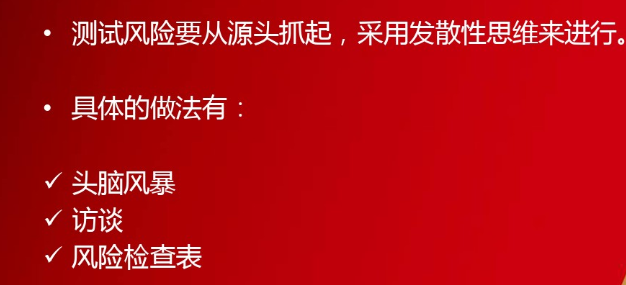 • 测试风险要从源头抓起，采用发散性思维来进行。
• 具体的做法有：
✓ 头脑风暴
✓ 访谈
✓ 风险检查表